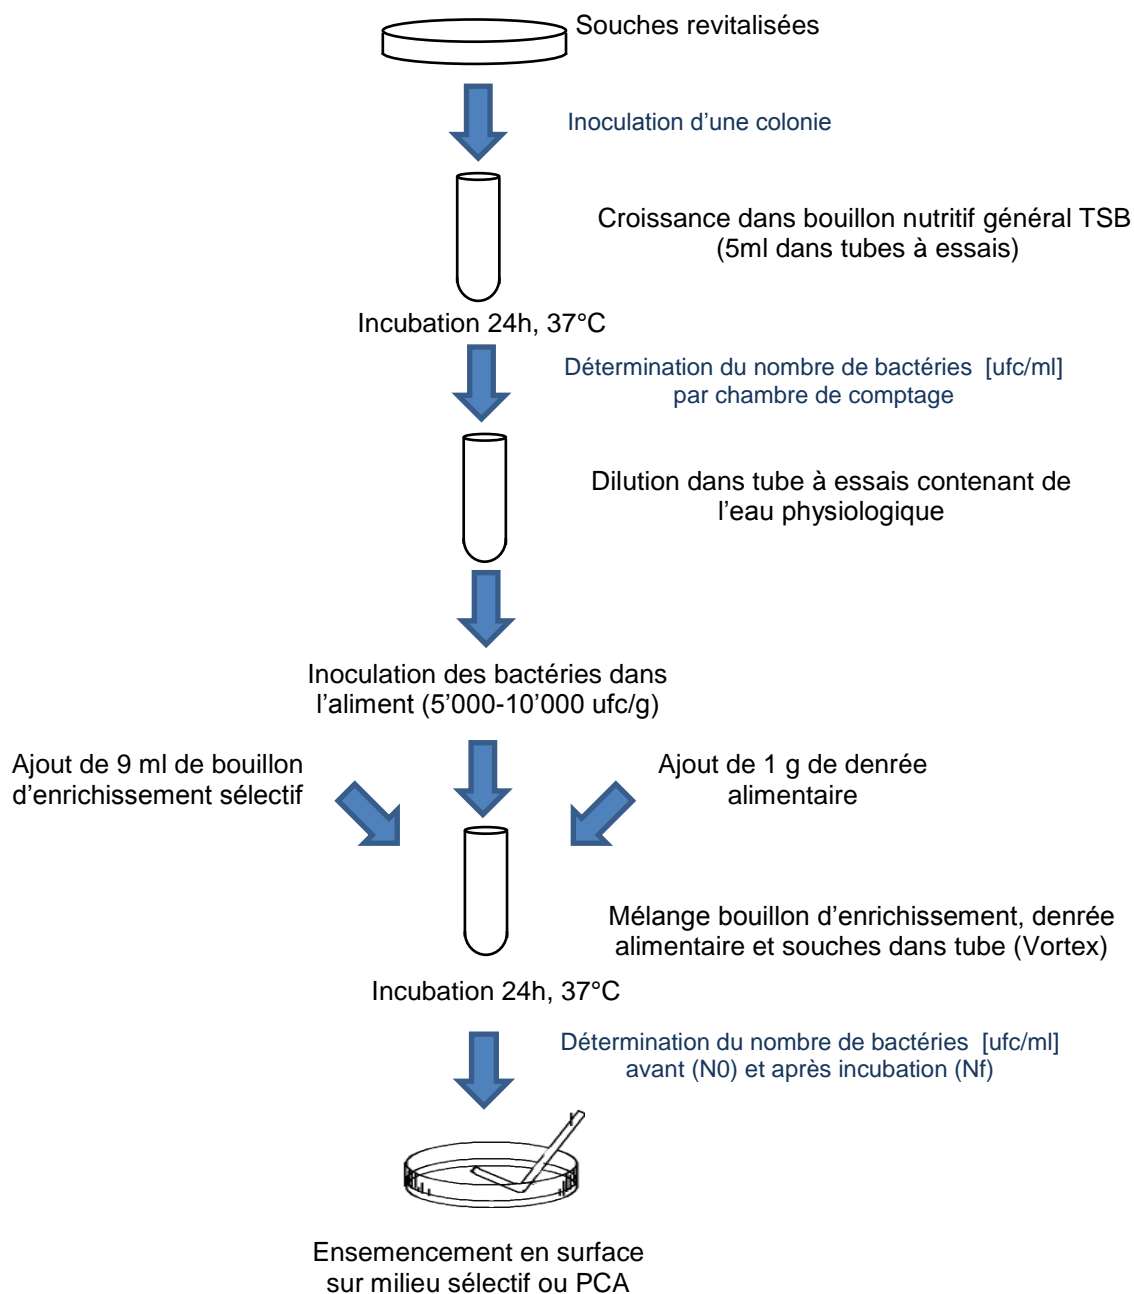 Souches revitalisées
Inoculation d'une colonie
Croissance dans bouillon nutritif général TSB
(5ml dans tubes à essais)
Incubation 24h, 37°C
Détermination du nombre de bactéries [ufc/ml]
par chambre de comptage
Dilution dans tube à essais contenant de
l'eau physiologique
Inoculation des bactéries dans
l'aliment (5'000-10'000 ufc/g)
Ajout de 9 ml de bouillon
d'enrichissement sélectif
Ajout de 1 g de denrée
alimentaire
Mélange bouillon d'enrichissement, denrée
alimentaire et souches dans tube (Vortex)
Incubation 24h, 37°C
Détermination du nombre de bactéries [ufc/ml]
avant (N0) et après incubation (Nf)
Ensemencement en surface
sur milieu sélectif ou PCA